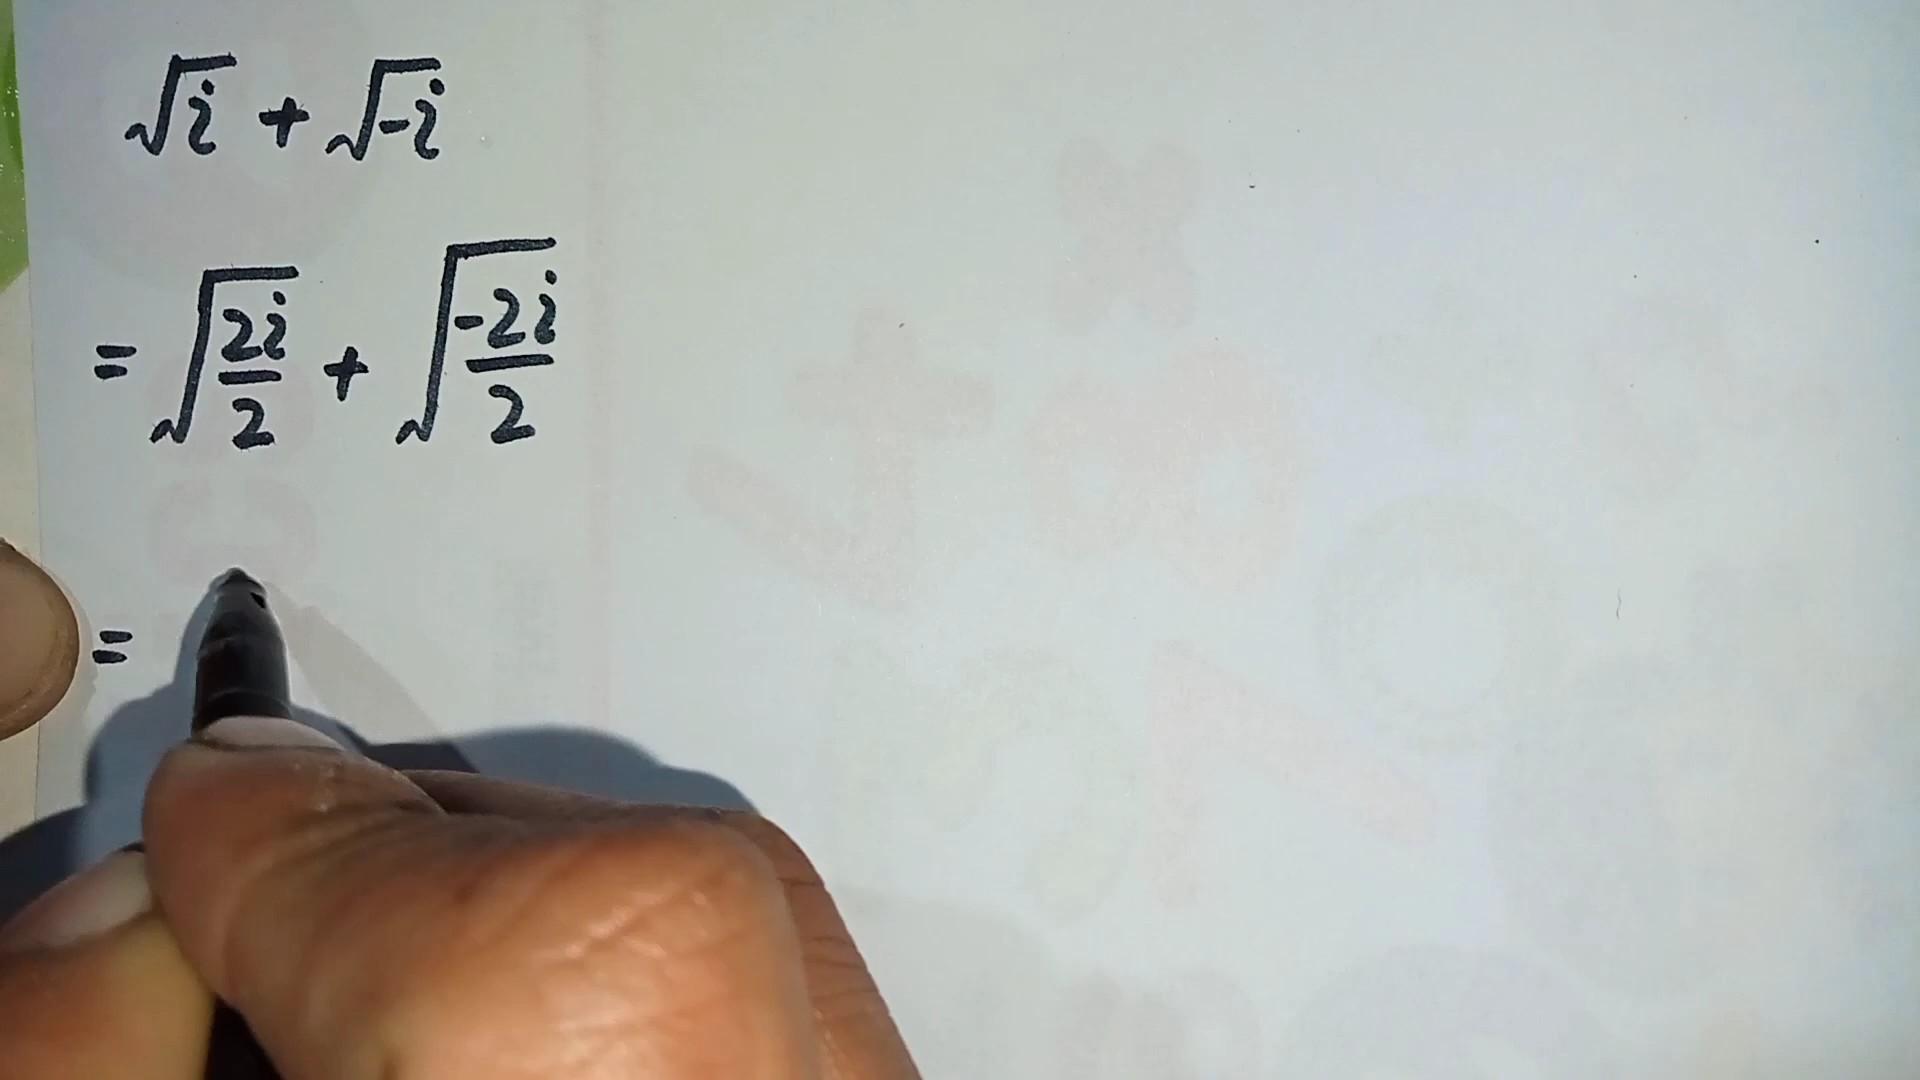 √i + √-i
= √(2i/2) + √(-2i/2)
=